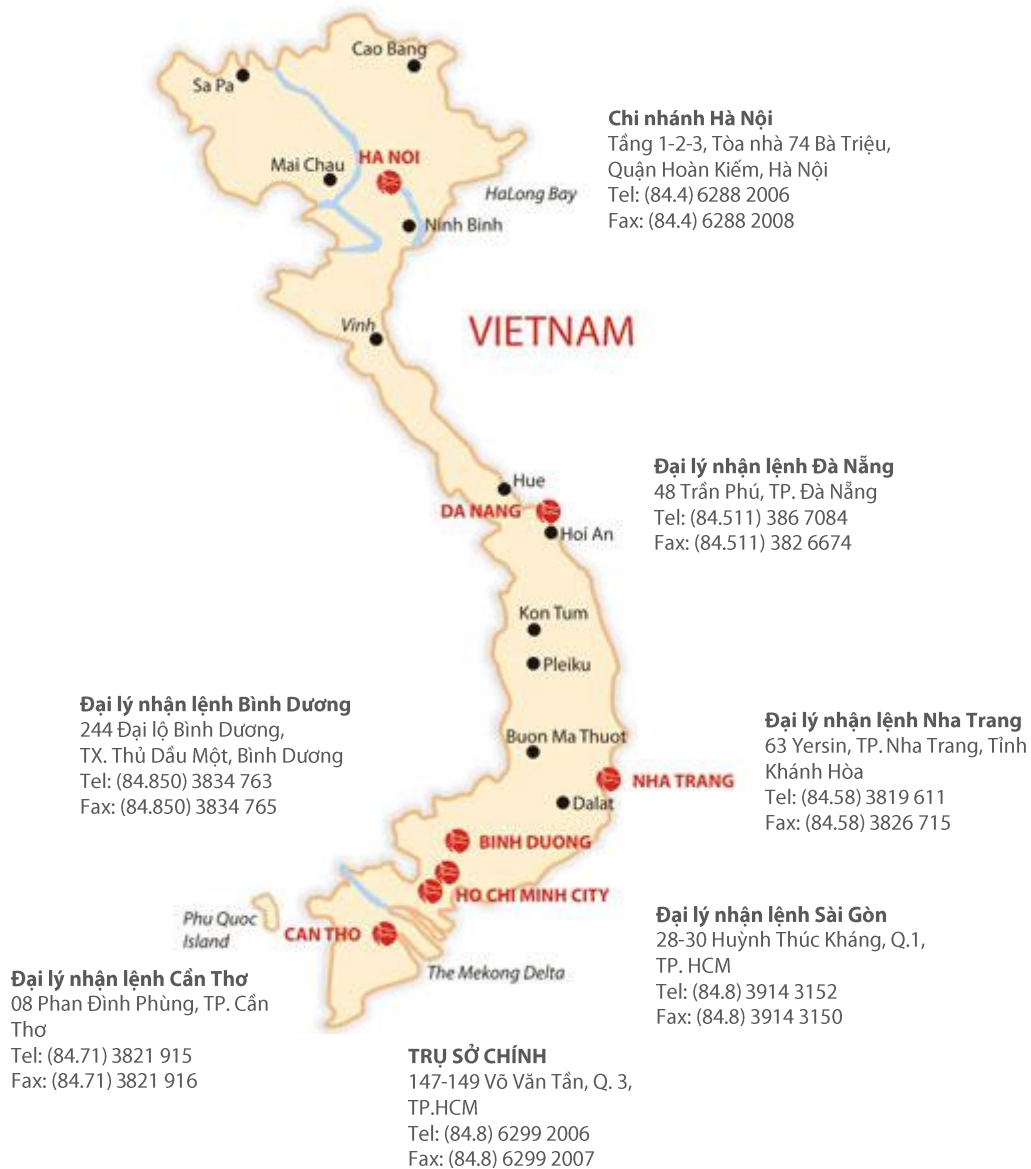 Cao Bang
Sa Pa
Chi nhánh Hà Nội
Tầng 1-2-3, Tòa nhà 74 Bà Triệu,
Quận Hoàn Kiếm, Hà Nội
Tel: (84.4) 6288 2006
Fax: (84.4) 6288 2008
HA NOI
Mai Chau
HaLong Bay
Ninh Binh
Vinh
VIETNAM
Đại lý nhận lệnh Đà Nẵng
48 Trần Phú, TP. Đà Nẵng
Tel: (84.511) 386 7084
Fax: (84.511) 382 6674
Hue
DA NANG
Hoi An
Kon Tum
Pleiku
Đại lý nhận lệnh Bình Dương
244 Đại lộ Bình Dương,
TX. Thủ Dầu Một, Bình Dương
Tel: (84.850) 3834 763
Fax: (84.850) 3834 765
Buon Ma Thuot
Đại lý nhận lệnh Nha Trang
63 Yersin, TP. Nha Trang, Tỉnh
Khánh Hòa
Tel: (84.58) 3819 611
Fax: (84.58) 3826 715
NHA TRANG
Dalat
BINH DUONG
HO CHI MINH CITY
Phu Quoc
Island
CAN THO
The Mekong Delta
Đại lý nhận lệnh Sài Gòn
28-30 Huỳnh Thúc Kháng, Q.1,
TP. HCM
Tel: (84.8) 3914 3152
Fax: (84.8) 3914 3150
Đại lý nhận lệnh Cần Thơ
08 Phan Đình Phùng, TP. Cần
Thơ
Tel: (84.71) 3821 915
Fax: (84.71) 3821 916
TRỤ SỞ CHÍNH
147-149 Võ Văn Tần, Q. 3,
TP.HCM
Tel: (84.8) 6299 2006
Fax: (84.8) 6299 2007